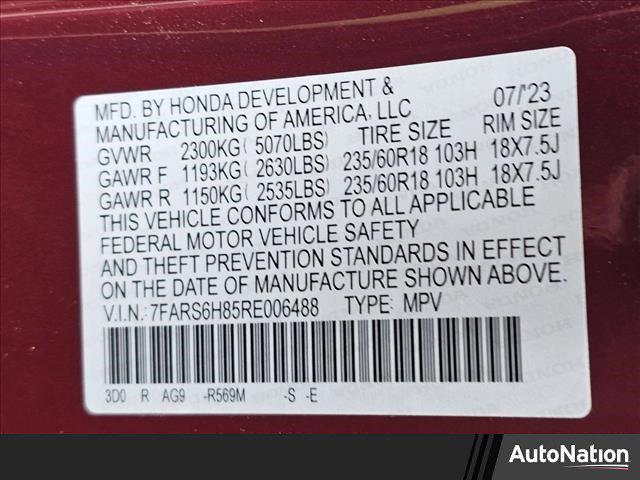 MFD. BY HONDA DEVELOPMENT &
MANUFACTURING OF AMERICA, LLC 07/'23
GVWR 2300KG( 5070LBS) TIRE SIZE RIM SIZE
GAWR F 1193KG( 2630LBS) 235/60R18 103H 18X7.5J
GAWR R 1150KG( 2535LBS) 235/60R18 103H 18X7.5J
THIS VEHICLE CONFORMS TO ALL APPLICABLE
FEDERAL MOTOR VEHICLE SAFETY
AND THEFT PREVENTION STANDARDS IN EFFECT
ON THE DATE OF MANUFACTURE SHOWN ABOVE.
V.I.N.: 7FARS6H85RE006488 TYPE: MPV
3D0 R AG9 -R569M -S -E
AutoNation